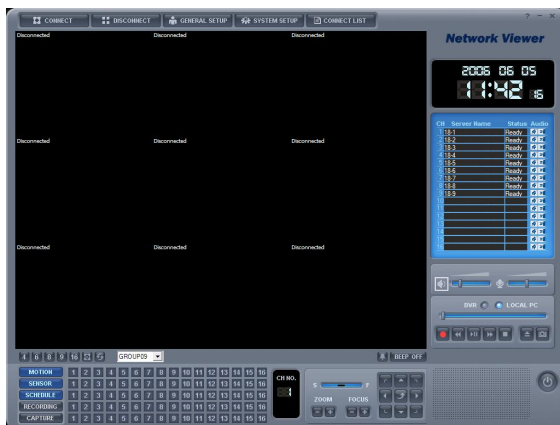 CONNECT DISCONNECT GENERAL SETUP SYSTEM SETUP CONNECT LIST
Network Viewer
2006 06 05
11:42 16
Disconnected Disconnected Disconnected
Disconnected Disconnected Disconnected
Disconnected Disconnected Disconnected
CH Server Name Status Audio
1 18-1 Ready
2 18-2 Ready
3 18-3 Ready
4 18-4 Ready
5 18-5 Ready
6 18-6 Ready
7 18-7 Ready
8 18-8 Ready
9 18-9 Ready
10
11
12
13
14
15
16
DVR LOCAL PC
4 6 8 9 16 GROUP09 BEEP OFF
MOTION 1 2 3 4 5 6 7 8 9 10 11 12 13 14 15 16
SENSOR 1 2 3 4 5 6 7 8 9 10 11 12 13 14 15 16
SCHEDULE 1 2 3 4 5 6 7 8 9 10 11 12 13 14 15 16
RECORDING 1 2 3 4 5 6 7 8 9 10 11 12 13 14 15 16
CAPTURE 1 2 3 4 5 6 7 8 9 10 11 12 13 14 15 16
CH NO.
1
S F
ZOOM FOCUS